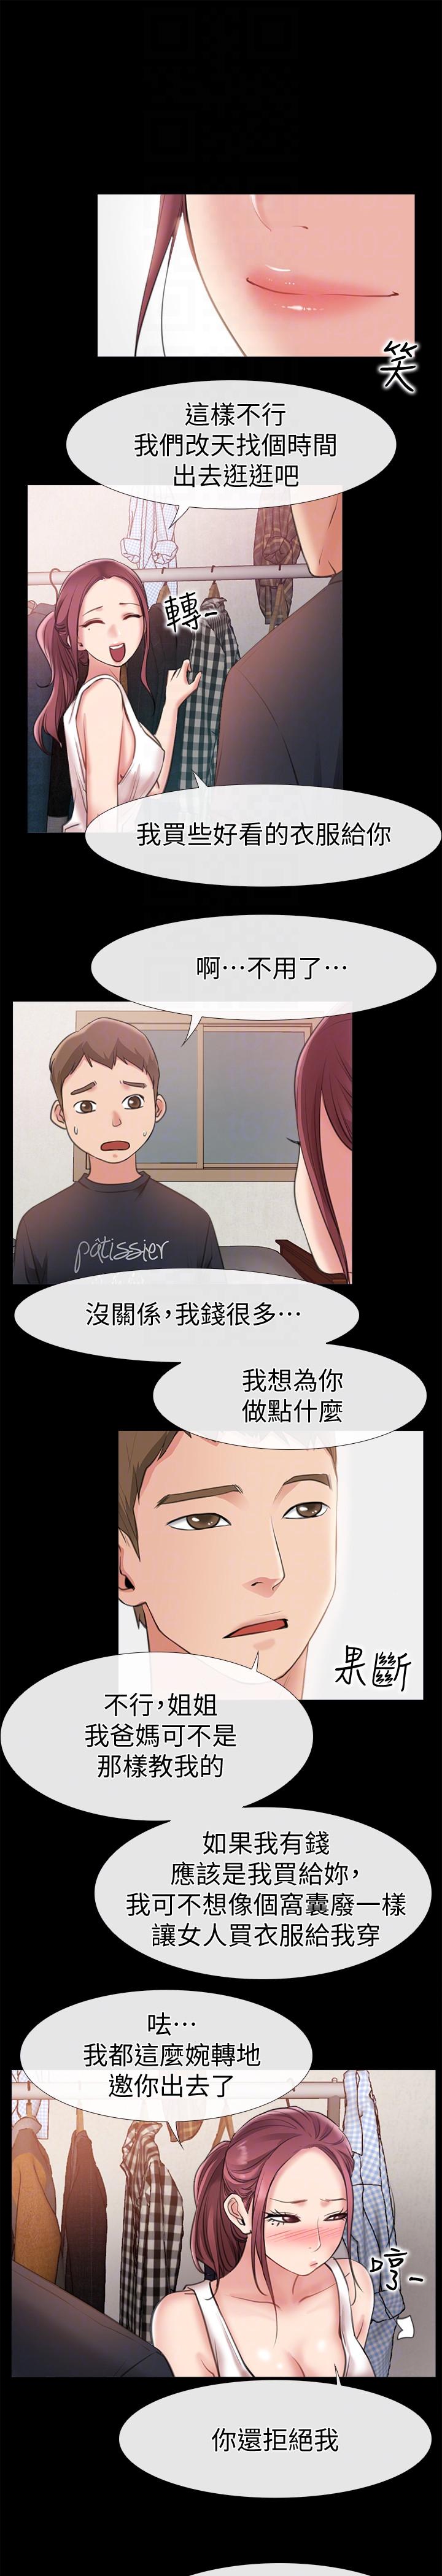 笑
這樣不行
我們改天找個時間
出去逛逛吧
轉-
我買些好看的衣服給你
啊…不用了…
pâtissier
沒關係,我錢很多…
我想為你
做點什麼
果斷
不行,姐姐
我爸媽可不是
那樣教我的
如果我有錢
應該是我買給妳,
我可不想像個窩囊廢一樣
讓女人買衣服給我穿
呿…
我都這麼婉轉地
邀你出去了
哼-
你還拒絕我